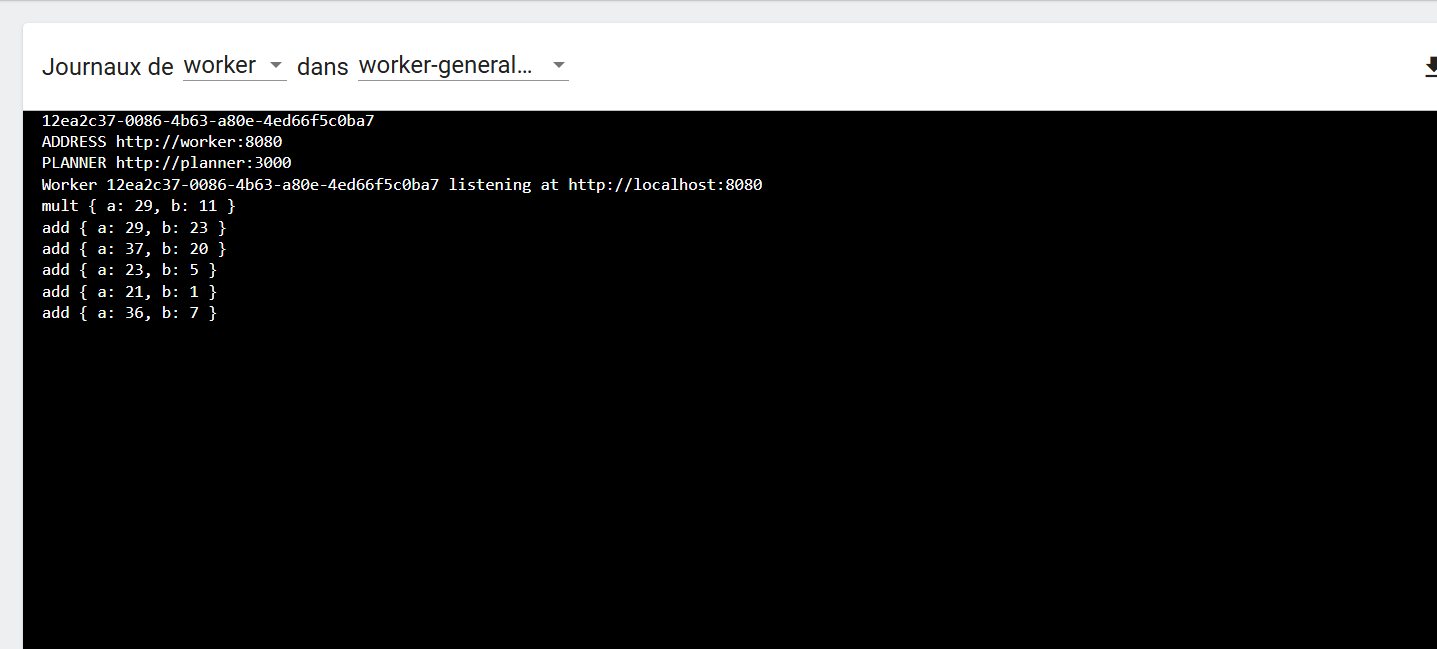 Journaux de worker dans worker-general...
12ea2c37-0086-4b63-a80e-4ed66f5c0ba7
ADDRESS http://worker:8080
PLANNER http://planner:3000
Worker 12ea2c37-0086-4b63-a80e-4ed66f5c0ba7 listening at http://localhost:8080
mult { a: 29, b: 11 }
add { a: 29, b: 23 }
add { a: 37, b: 20 }
add { a: 23, b: 5 }
add { a: 21, b: 1 }
add { a: 36, b: 7 }